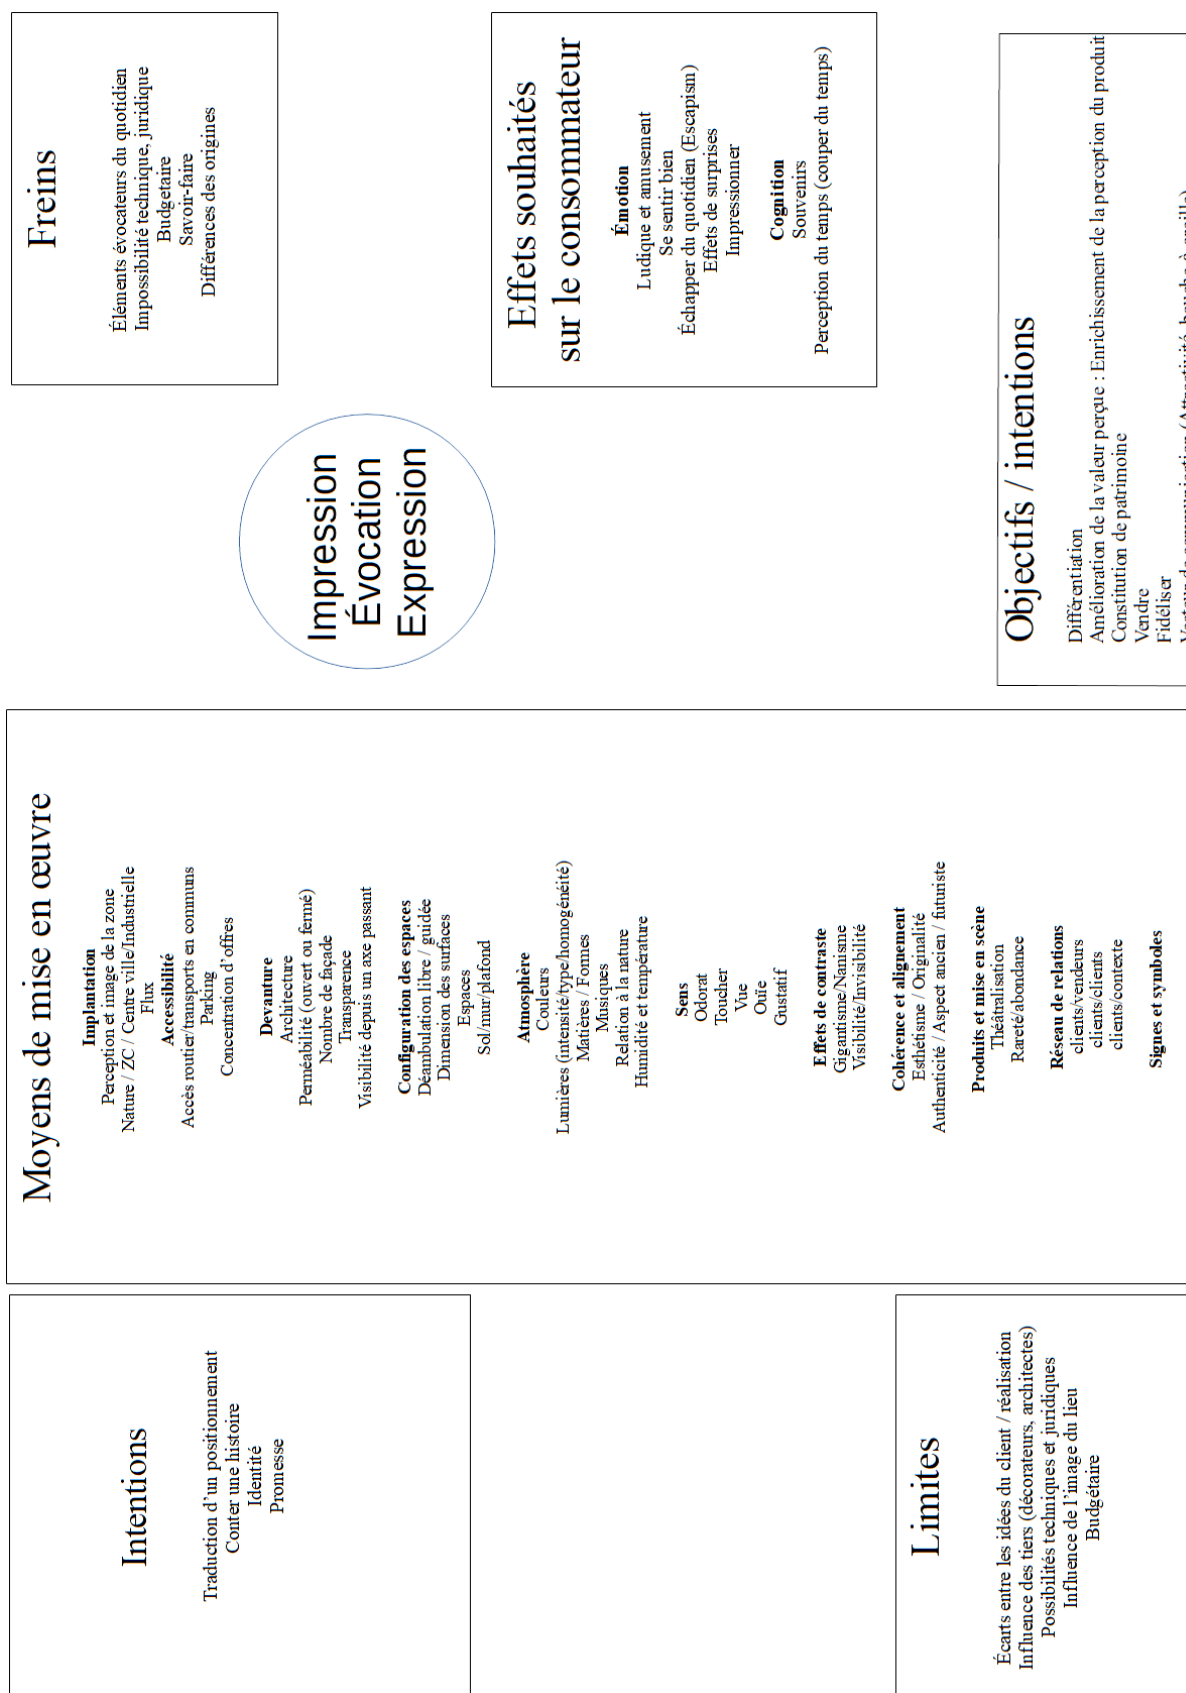 Intentions
Traduction d’un positionnement
Conter une histoire
Identité
Promesse
Limites
Écarts entre les idées du client / réalisation
Influence des tiers (décorateurs, architectes)
Possibilités techniques et juridiques
Influence de l’image du lieu
Budgétaire
Moyens de mise en œuvre
Implantation
Perception et image de la zone
Nature / ZC / Centre ville/Industrielle
Flux
Accessibilité
Accès routier/transports en communs
Parking
Concentration d’offres
Devanture
Architecture
Perméabilité (ouvert ou fermé)
Nombre de façade
Transparence
Visibilité depuis un axe passant
Configuration des espaces
Déambulation libre / guidée
Dimension des surfaces
Espaces
Sol/mur/plafond
Atmosphère
Couleurs
Lumières (intensité/type/homogénéité)
Matières / Formes
Musiques
Relation à la nature
Humidité et température
Sens
Odorat
Toucher
Vue
Ouïe
Gustatif
Effets de contraste
Gigantisme/Nanisme
Visibilité/Invisibilité
Cohérence et alignement
Esthétisme / Originalité
Authenticité / Aspect ancien / futuriste
Produits et mise en scène
Théâtralisation
Rareté/abondance
Réseau de relations
clients/vendeurs
clients/clients
clients/contexte
Signes et symboles
Impression
Évocation
Expression
Freins
Éléments évocateurs du quotidien
Impossibilité technique, juridique
Budgetaire
Savoir-faire
Différences des origines
Effets souhaités
sur le consommateur
Émotion
Ludique et amusement
Se sentir bien
Échapper du quotidien (Escapism)
Effets de surprises
Impressionner
Cognition
Souvenirs
Perception du temps (couper du temps)
Objectifs / intentions
Différentiation
Amélioration de la valeur perçue : Enrichissement de la perception du produit
Constitution de patrimoine
Vendre
Fidéliser